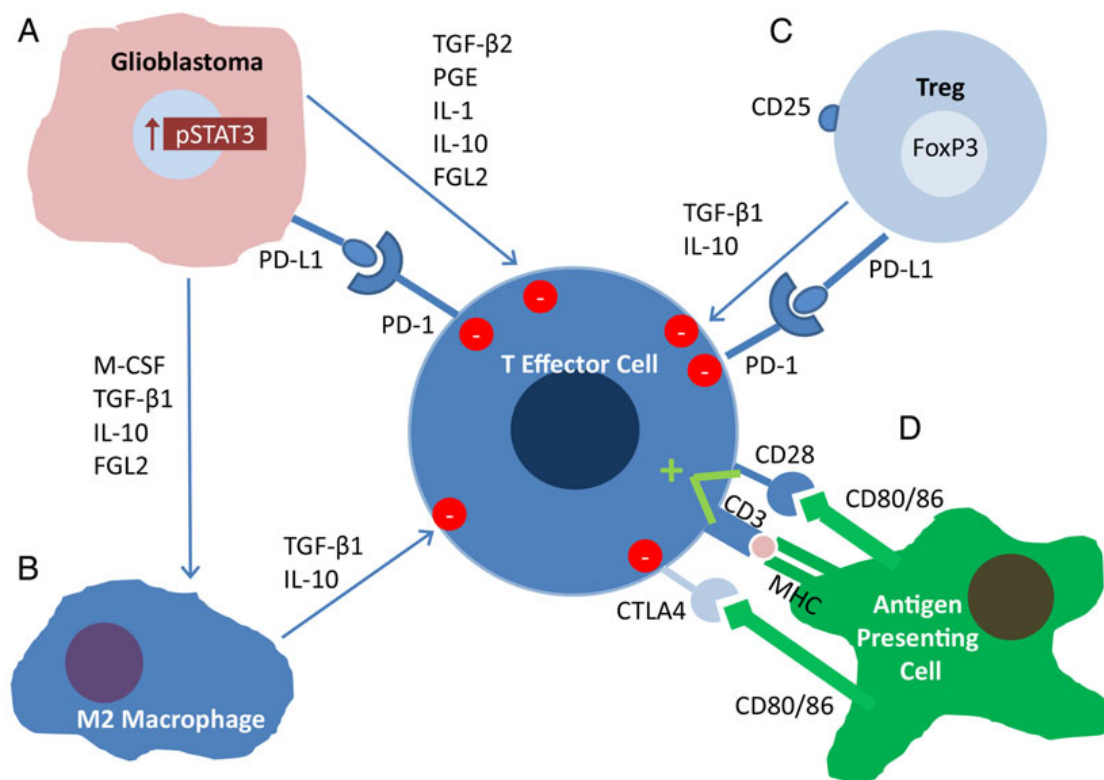 A
Glioblastoma
↑ pSTAT3
TGF-β2
PGE
IL-1
IL-10
FGL2
PD-L1
PD-1
C
Treg
CD25
FoxP3
TGF-β1
IL-10
PD-L1
PD-1
M-CSF
TGF-β1
IL-10
FGL2
-
-
-
-
T Effector Cell
B
M2 Macrophage
TGF-β1
IL-10
-
D
+
CD28
CD80/86
CD3
MHC
-
CTLA4
CD80/86
Antigen
Presenting
Cell